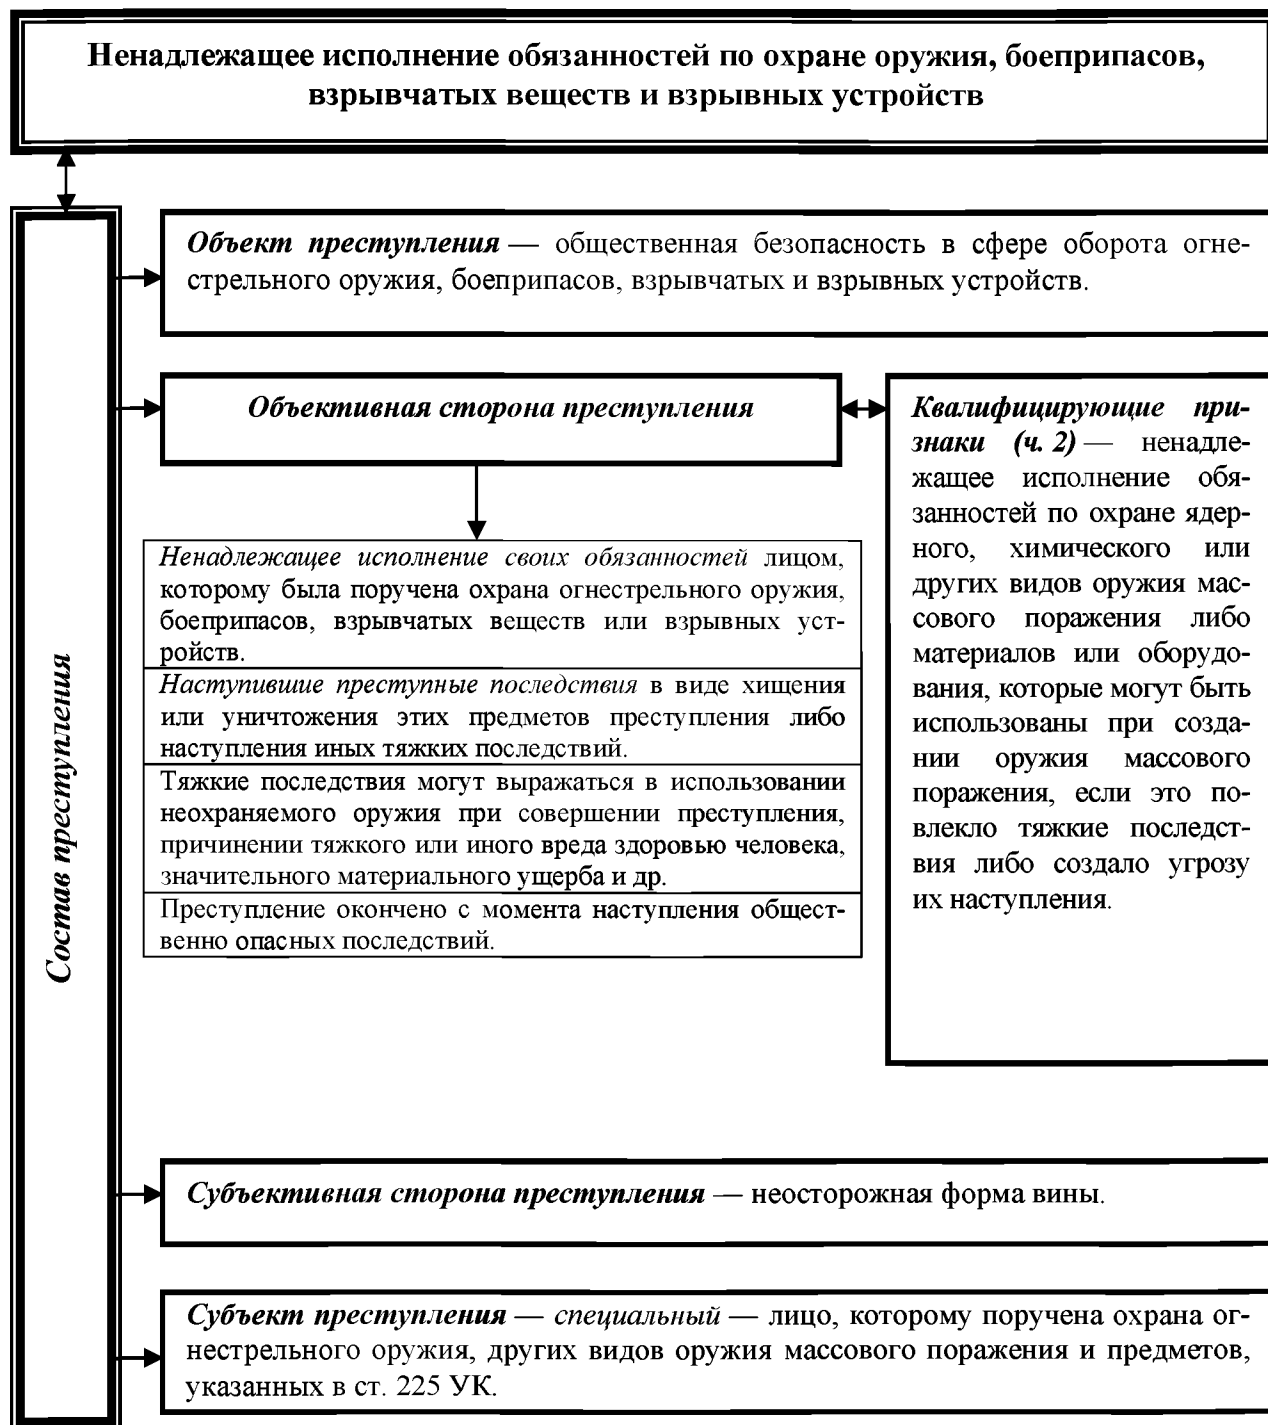 Ненадлежащее исполнение обязанностей по охране оружия, боеприпасов,
взрывчатых веществ и взрывных устройств
Состав преступления
Объект преступления — общественная безопасность в сфере оборота огне-
стрельного оружия, боеприпасов, взрывчатых и взрывных устройств.
Объективная сторона преступления
Ненадлежащее исполнение своих обязанностей лицом,
которому была поручена охрана огнестрельного оружия,
боеприпасов, взрывчатых веществ или взрывных уст-
ройств.
Наступившие преступные последствия в виде хищения
или уничтожения этих предметов преступления либо
наступления иных тяжких последствий.
Тяжкие последствия могут выражаться в использовании
неохраняемого оружия при совершении преступления,
причинении тяжкого или иного вреда здоровью человека,
значительного материального ущерба и др.
Преступление окончено с момента наступления общест-
венно опасных последствий.
Квалифицирующие при-
знаки (ч. 2) — ненадле-
жащее исполнение обя-
занностей по охране ядер-
ного, химического или
других видов оружия мас-
сового поражения либо
материалов или оборудо-
вания, которые могут быть
использованы при созда-
нии оружия массового
поражения, если это по-
влекло тяжкие последст-
вия либо создало угрозу
их наступления.
Субъективная сторона преступления — неосторожная форма вины.
Субъект преступления — специальный — лицо, которому поручена охрана ог-
нестрельного оружия, других видов оружия массового поражения и предметов,
указанных в ст. 225 УК.